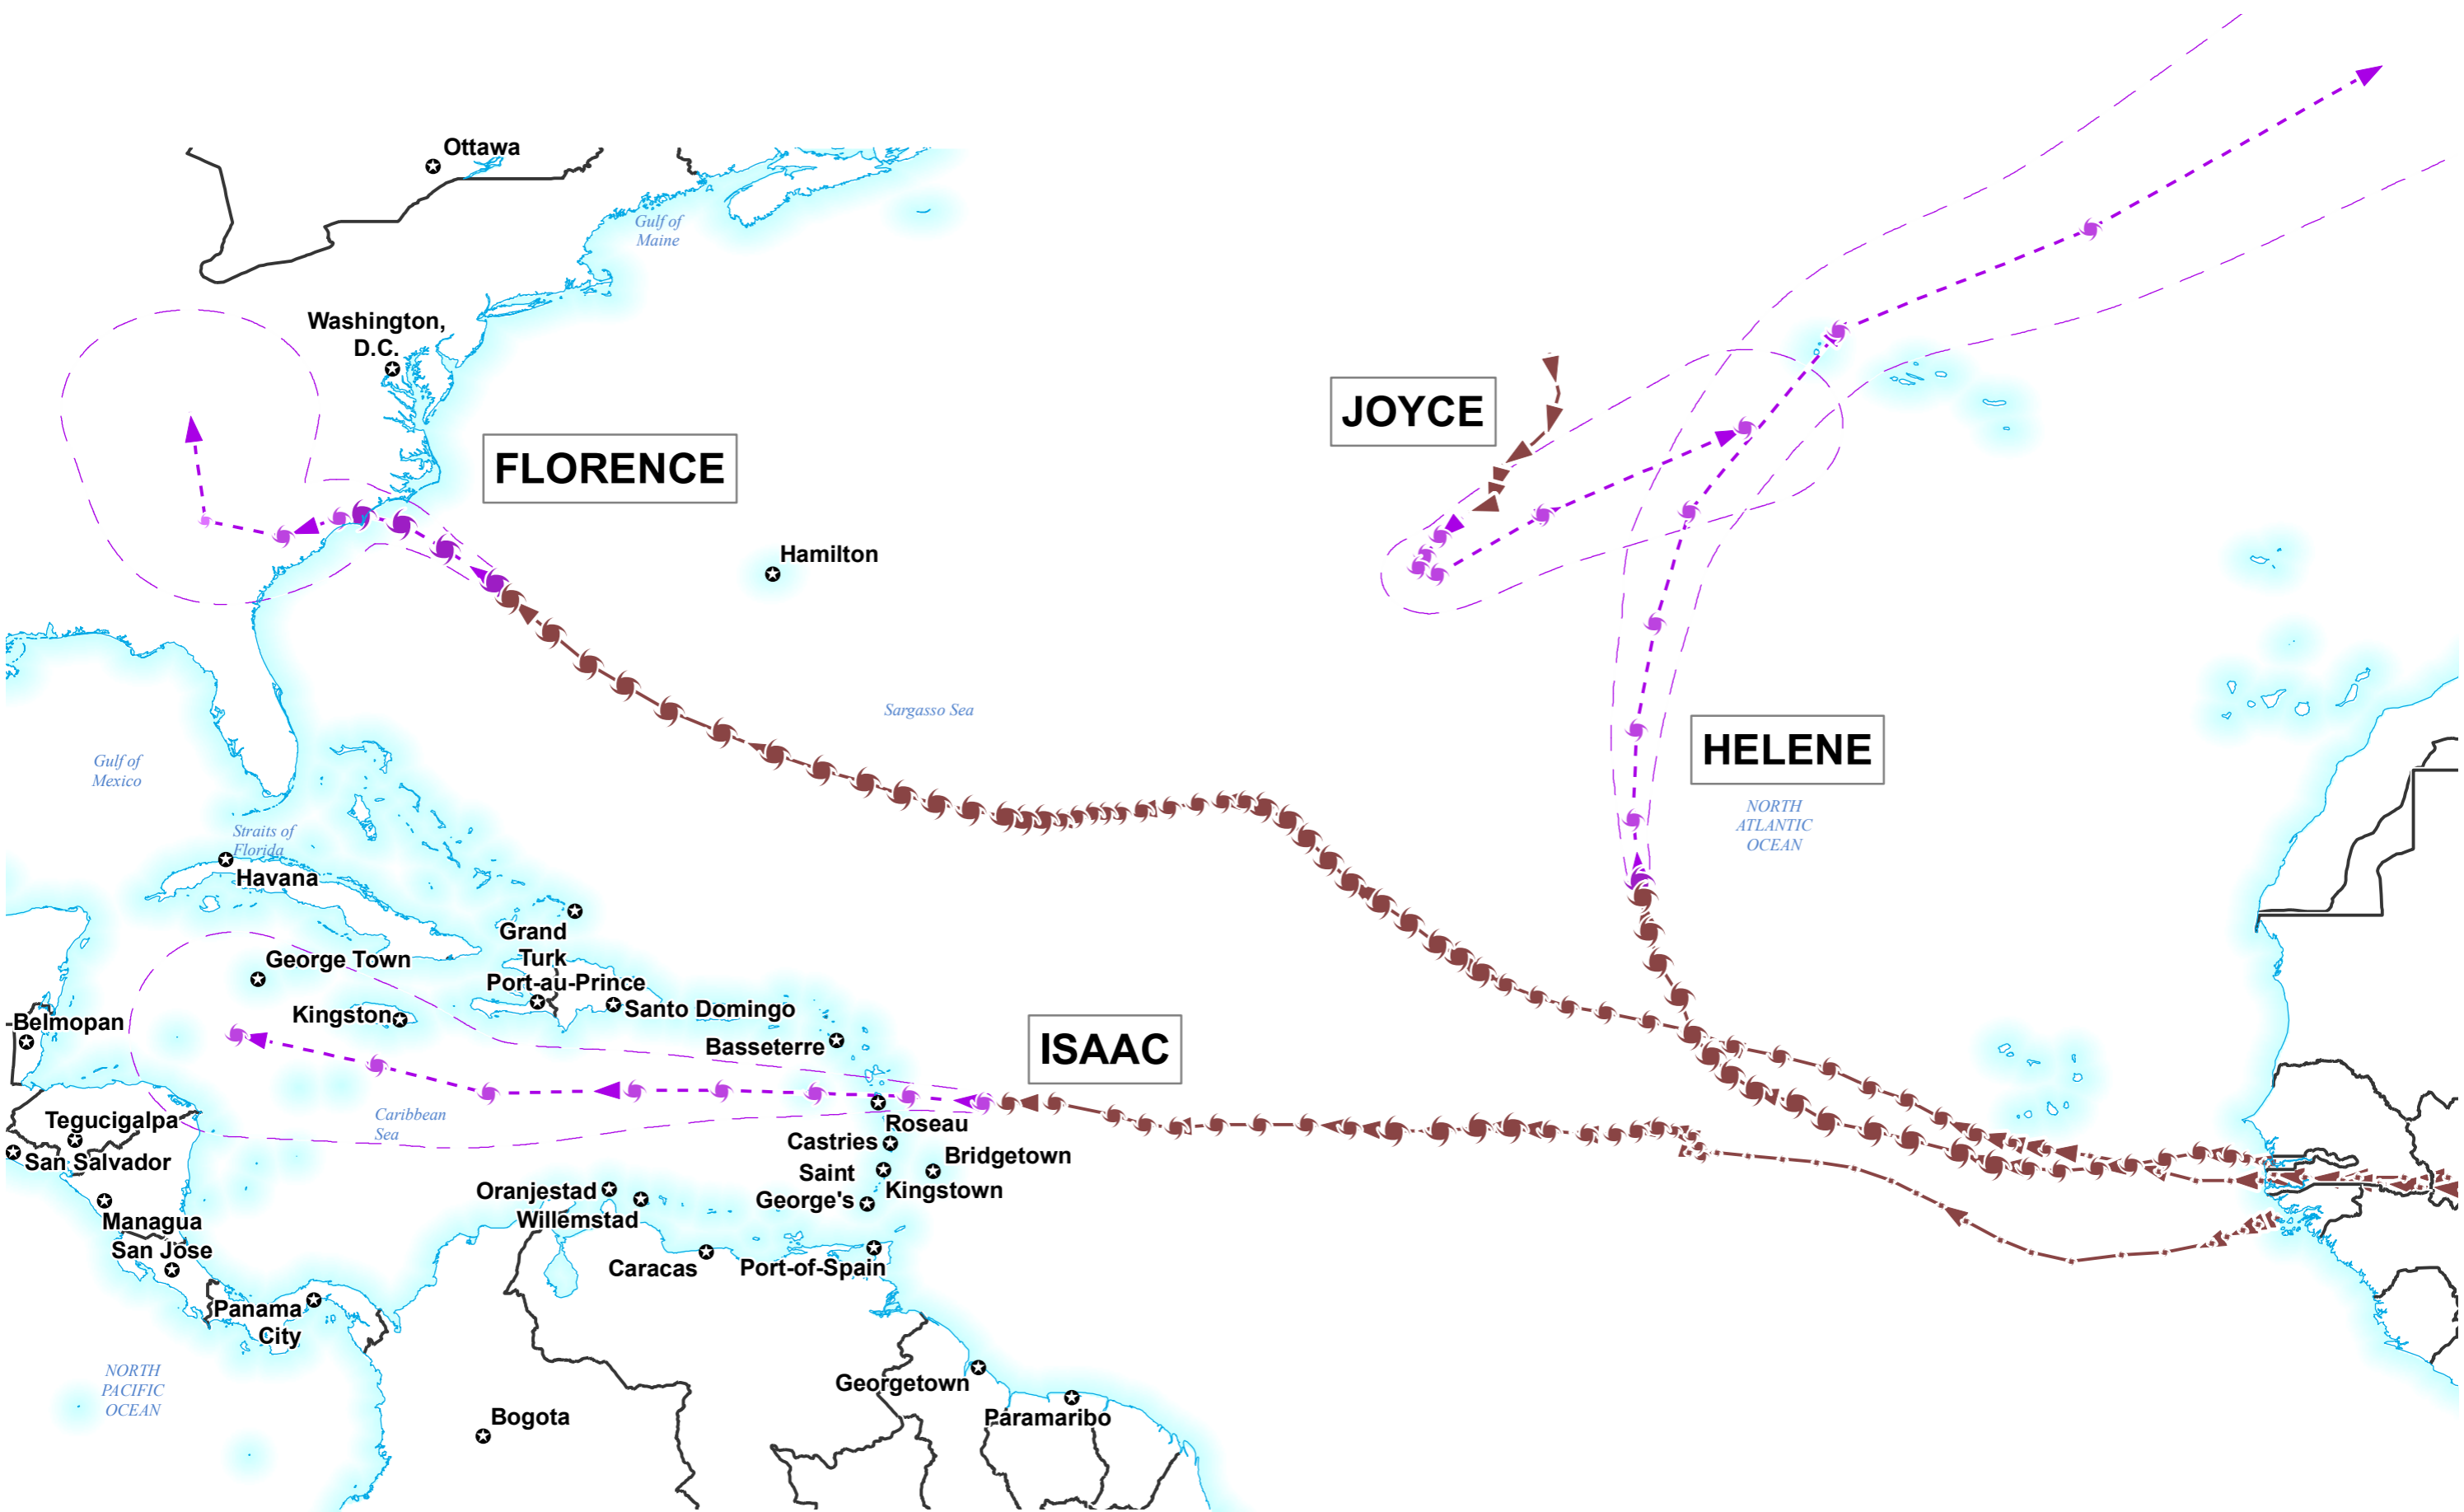 Ottawa
Gulf of
Maine
Washington,
D.C.
JOYCE
FLORENCE
Hamilton
Sargasso Sea
HELENE
Gulf of
Mexico
NORTH
ATLANTIC
OCEAN
Straits of
Florida
Havana
Grand
Turk
George Town
Port-au-Prince
Santo Domingo
Kingston
-Belmopan
Basseterre
ISAAC
Caribbean
Sea
Tegucigalpa
Roseau
Castries
San Salvador
Saint
George's
Bridgetown
Kingstown
Oranjestad
Willemstad
Managua
San Jose
Caracas
Port-of-Spain
Panama
City
NORTH
PACIFIC
OCEAN
Georgetown
Paramaribo
Bogota